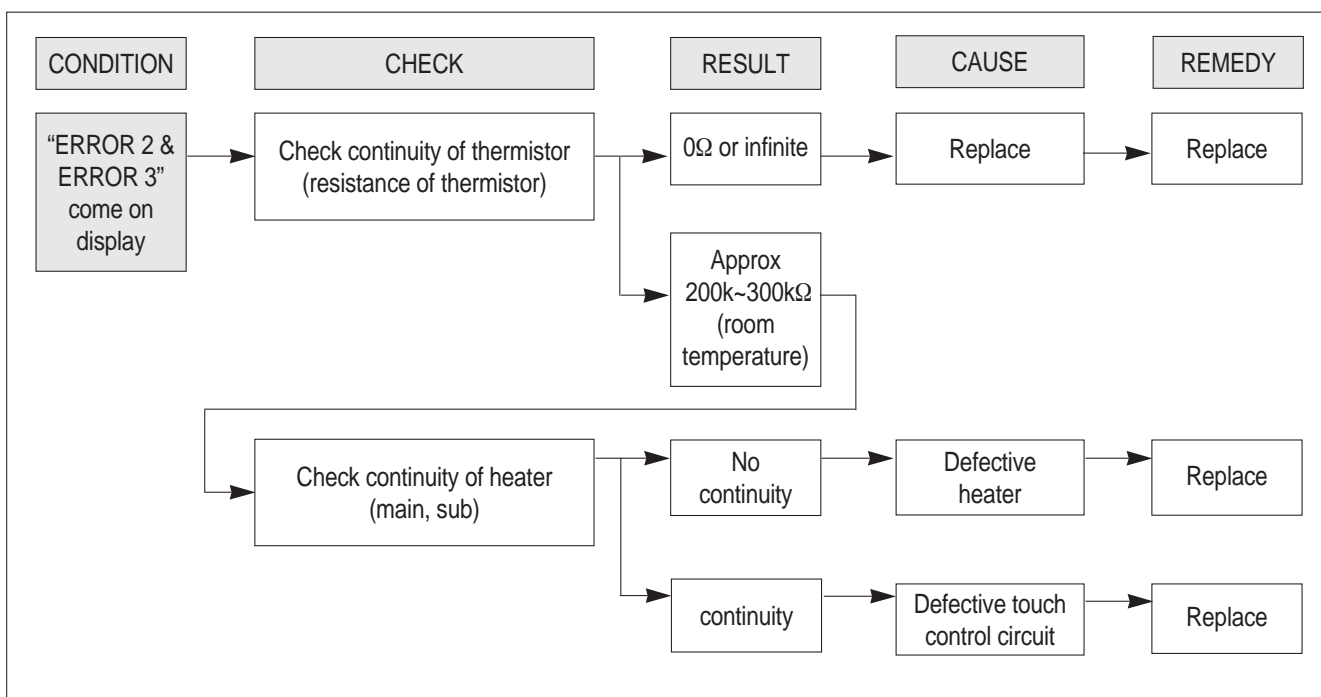 CONDITION
CHECK
RESULT
CAUSE
REMEDY
“ERROR 2 &
ERROR 3”
come on
display
Check continuity of thermistor
(resistance of thermistor)
0Ω or infinite
Replace
Replace
Approx
200k~300kΩ
(room
temperature)
Check continuity of heater
(main, sub)
No
continuity
Defective
heater
Replace
continuity
Defective touch
control circuit
Replace